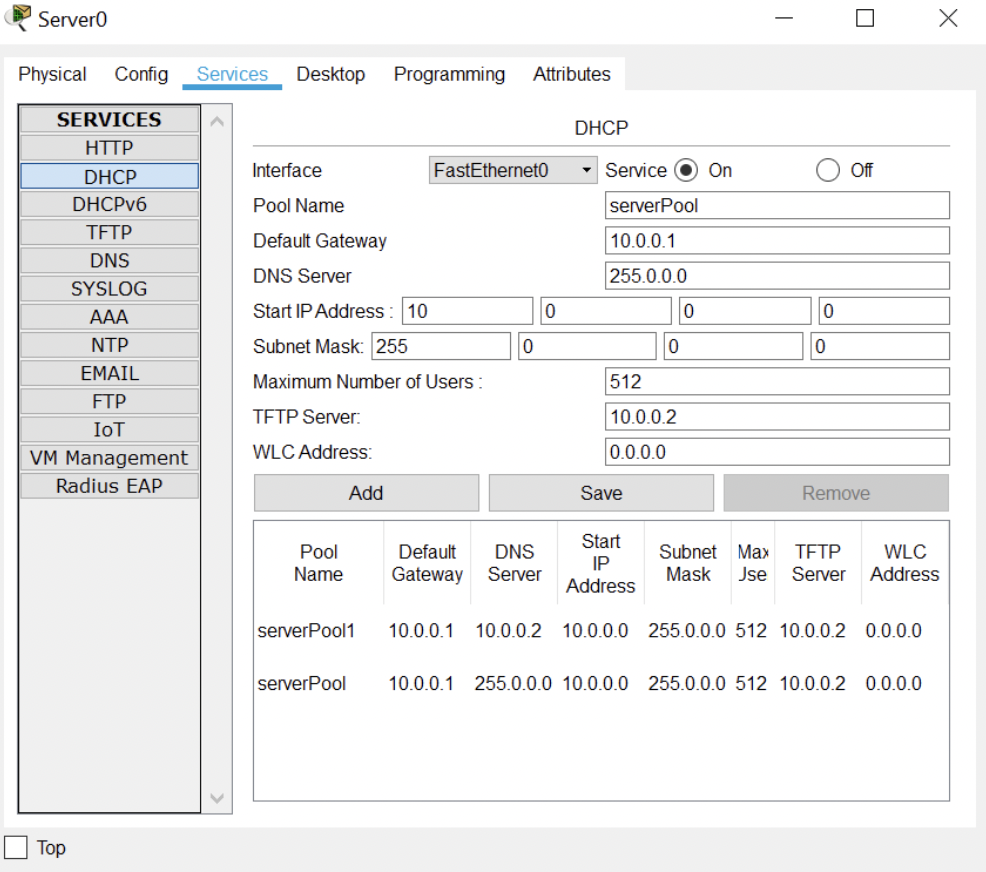 Server0
Physical Config Services Desktop Programming Attributes
SERVICES
HTTP
DHCP
DHCPv6
TFTP
DNS
SYSLOG
AAA
NTP
EMAIL
FTP
IoT
VM Management
Radius EAP
DHCP
Interface FastEthernet0 Service On Off
Pool Name serverPool
Default Gateway 10.0.0.1
DNS Server 255.0.0.0
Start IP Address : 10 0 0 0
Subnet Mask: 255 0 0 0
Maximum Number of Users : 512
TFTP Server: 10.0.0.2
WLC Address: 0.0.0.0
Add Save Remove
Pool Name Default Gateway DNS Server Start IP Address Subnet Mask Max Jse TFTP Server WLC Address
serverPool1 10.0.0.1 10.0.0.2 10.0.0.0 255.0.0.0 512 10.0.0.2 0.0.0.0
serverPool 10.0.0.1 255.0.0.0 10.0.0.0 255.0.0.0 512 10.0.0.2 0.0.0.0
Top